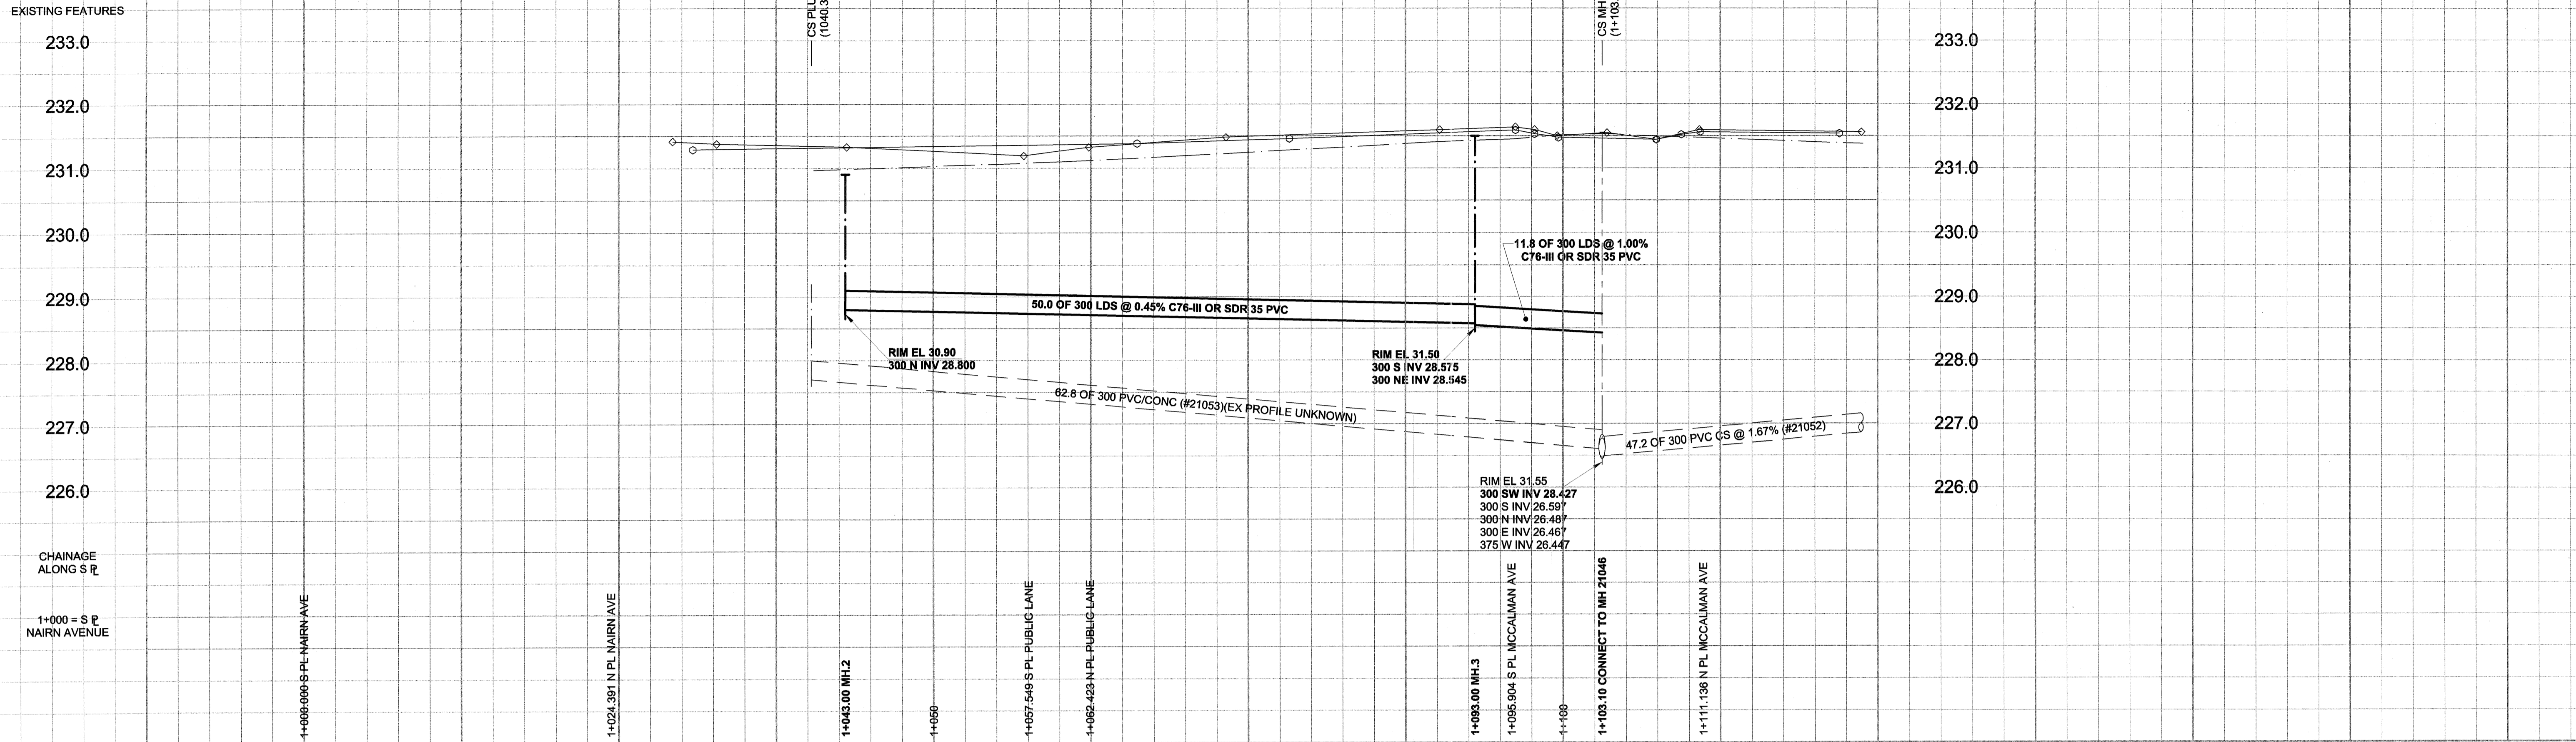 EXISTING FEATURES
233.0
232.0
231.0
230.0
229.0
228.0
227.0
226.0
CHAINAGE
ALONG S PL
1+000 = S PL
NAIRN AVENUE
CS PLU
(1040.3
CS MH
(1+103.
233.0
232.0
231.0
230.0
229.0
228.0
227.0
226.0
11.8 OF 300 LDS @ 1.00%
C76-III OR SDR 35 PVC
50.0 OF 300 LDS @ 0.45% C76-III OR SDR 35 PVC
RIM EL 30.90
300 N INV 28.800
RIM EL 31.50
300 S INV 28.575
300 NE INV 28.545
62.8 OF 300 PVC/CONC (#21053)(EX PROFILE UNKNOWN)
47.2 OF 300 PVC CS @ 1.67% (#21052)
RIM EL 31.55
300 SW INV 28.427
300 S INV 26.597
300 N INV 26.487
300 E INV 26.467
375 W INV 26.447
1+000.000 S PL NAIRN AVE
1+024.391 N PL NAIRN AVE
1+043.00 MH.2
1+050
1+057.549 S PL PUBLIC LANE
1+062.423 N PL PUBLIC LANE
1+093.00 MH.3
1+095.904 S PL MCCALMAN AVE
1+100
1+103.10 CONNECT TO MH 21046
1+111.136 N PL MCCALMAN AVE